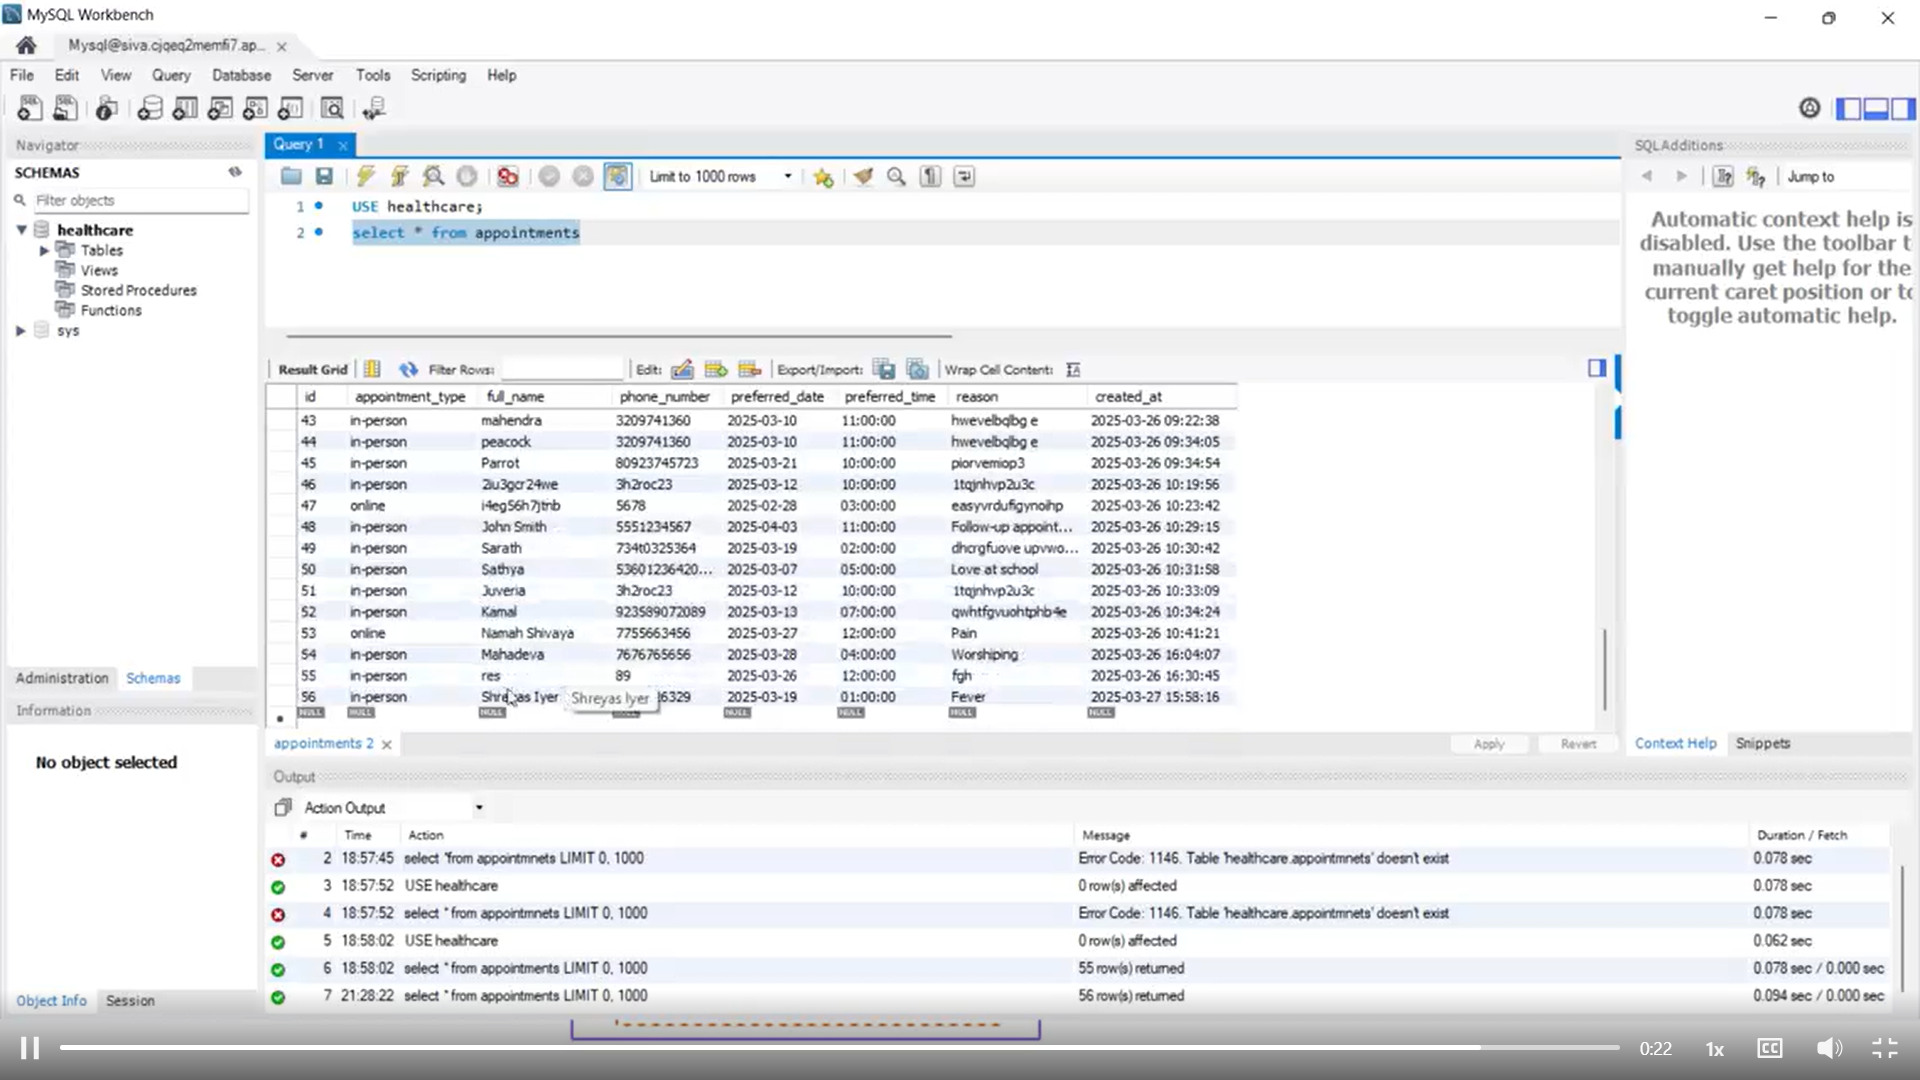 MySQL Workbench
Mysql@siva.cjqeq2memfi7.ap...
File Edit View Query Database Server Tools Scripting Help
Navigator
SCHEMAS
Filter objects
healthcare
Tables
Views
Stored Procedures
Functions
sys
Administration Schemas
Information
No object selected
Object Info Session
Query 1
Limit to 1000 rows
1 USE healthcare;
2 select * from appointments
Result Grid Filter Rows: Edit: Export/Import: Wrap Cell Content:
id appointment_type full_name phone_number preferred_date preferred_time reason created_at
43 in-person mahendra 3209741360 2025-03-10 11:00:00 hwevelbqlbg e 2025-03-26 09:22:38
44 in-person peacock 3209741360 2025-03-10 11:00:00 hwevelbqlbg e 2025-03-26 09:34:05
45 in-person Parrot 80923745723 2025-03-21 10:00:00 piorvemiop3 2025-03-26 09:34:54
46 in-person 2iu3gcr24we 3h2roc23 2025-03-12 10:00:00 1tqjnhvp2u3c 2025-03-26 10:19:56
47 online i4eg56h7jtnb 5678 2025-02-28 03:00:00 easyvrdufigynoihp 2025-03-26 10:23:42
48 in-person John Smith 5551234567 2025-04-03 11:00:00 Follow-up appoint... 2025-03-26 10:29:15
49 in-person Sarath 734t0325364 2025-03-19 02:00:00 dhcrgfuove upvwo... 2025-03-26 10:30:42
50 in-person Sathya 53601236420... 2025-03-07 05:00:00 Love at school 2025-03-26 10:31:58
51 in-person Juveria 3h2roc23 2025-03-12 10:00:00 1tqjnhvp2u3c 2025-03-26 10:33:09
52 in-person Kamal 923589072089 2025-03-13 07:00:00 qwhtfgvuohtphb4e 2025-03-26 10:34:24
53 online Namah Shivaya 7755663456 2025-03-27 12:00:00 Pain 2025-03-26 10:41:21
54 in-person Mahadeva 7676765656 2025-03-28 04:00:00 Worshiping 2025-03-26 16:04:07
55 in-person res 89 2025-03-26 12:00:00 fgh 2025-03-26 16:30:45
56 in-person Shreyas Iyer Shreyas Iyer 6329 2025-03-19 01:00:00 Fever 2025-03-27 15:58:16
NULL NULL NULL NULL NULL NULL NULL NULL
appointments 2 Apply Revert
Output
Action Output
# Time Action Message Duration / Fetch
2 18:57:45 select *from appointmnets LIMIT 0, 1000 Error Code: 1146. Table 'healthcare.appointmnets' doesn't exist 0.078 sec
3 18:57:52 USE healthcare 0 row(s) affected 0.078 sec
4 18:57:52 select * from appointmnets LIMIT 0, 1000 Error Code: 1146. Table 'healthcare.appointmnets' doesn't exist 0.078 sec
5 18:58:02 USE healthcare 0 row(s) affected 0.062 sec
6 18:58:02 select * from appointments LIMIT 0, 1000 55 row(s) returned 0.078 sec / 0.000 sec
7 21:28:22 select * from appointments LIMIT 0, 1000 56 row(s) returned 0.094 sec / 0.000 sec
SQLAdditions
Jump to
Automatic context help is
disabled. Use the toolbar t
manually get help for the
current caret position or to
toggle automatic help.
Context Help Snippets
0:22 1x CC